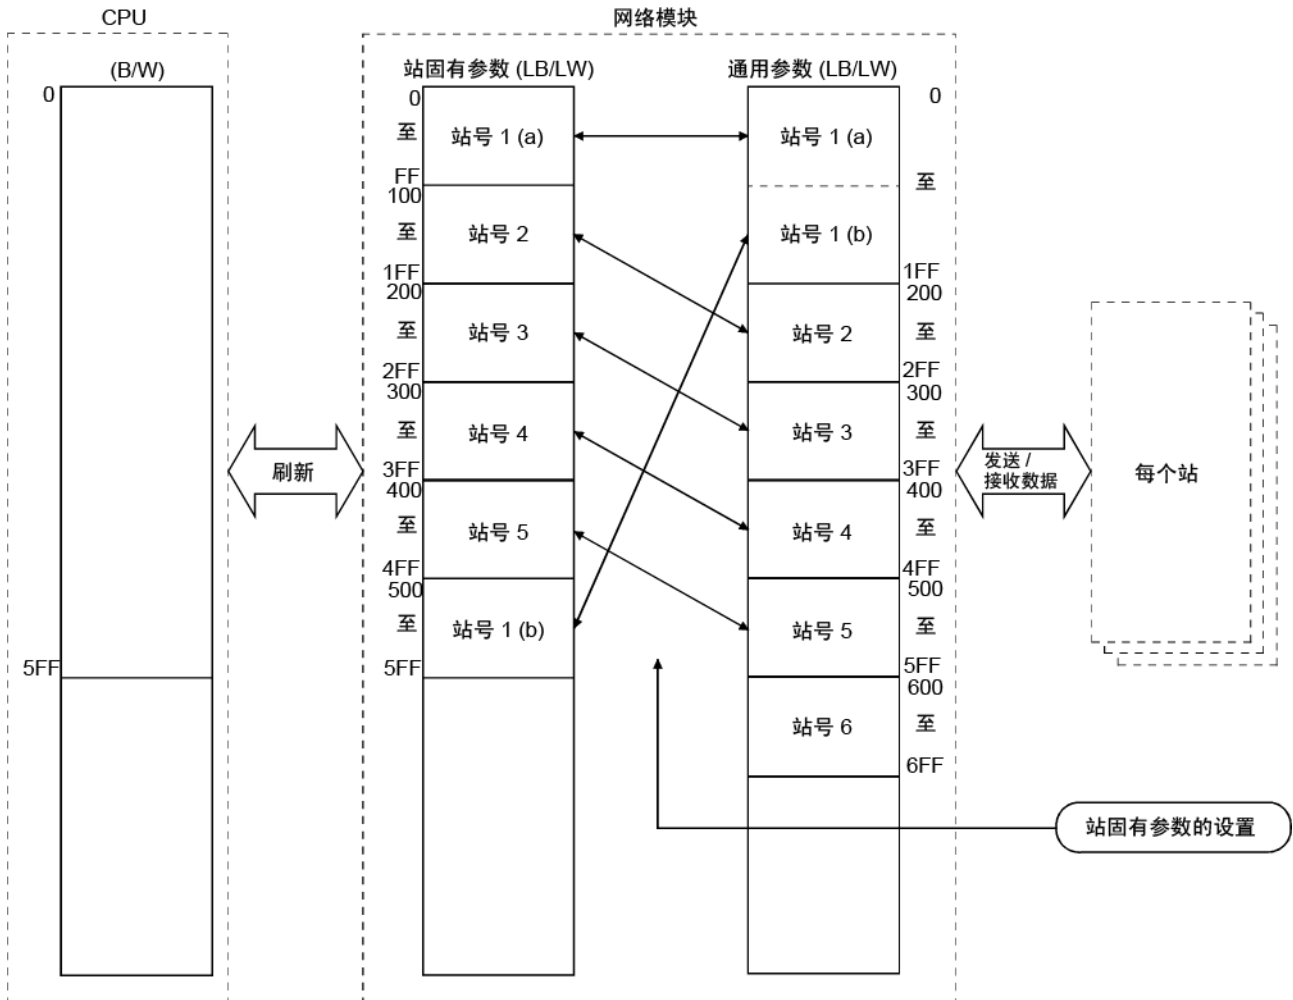 CPU
网络模块
(B/W)
站固有参数 (LB/LW)
通用参数 (LB/LW)
0
5FF
刷新
0
至
FF
站号 1 (a)
100
至
1FF
站号 2
200
至
2FF
站号 3
300
至
3FF
站号 4
400
至
4FF
站号 5
500
至
5FF
站号 1 (b)
站号 1 (a)
站号 1 (b)
0
至
1FF
站号 2
200
至
2FF
站号 3
300
至
3FF
站号 4
400
至
4FF
站号 5
500
至
5FF
站号 6
600
至
6FF
发送 /
接收数据
每个站
站固有参数的设置